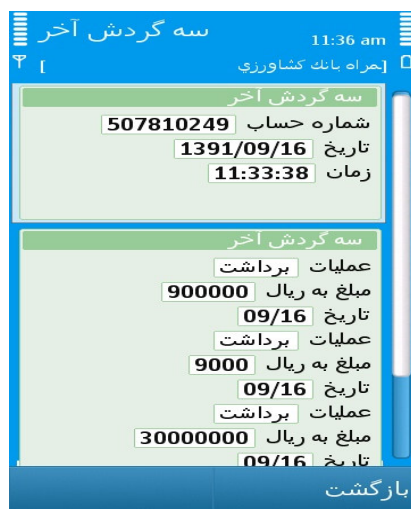 سه گردش آخر
11:36 am
[همراه بانك كشاورزي ]
سه گردش آخر
شماره حساب 507810249
تاریخ 1391/09/16
زمان 11:33:38
سه گردش آخر
عملیات برداشت
مبلغ به ریال 900000
تاریخ 09/16
عملیات برداشت
مبلغ به ریال 9000
تاریخ 09/16
عملیات برداشت
مبلغ به ریال 30000000
تاریخ 09/16
بازگشت